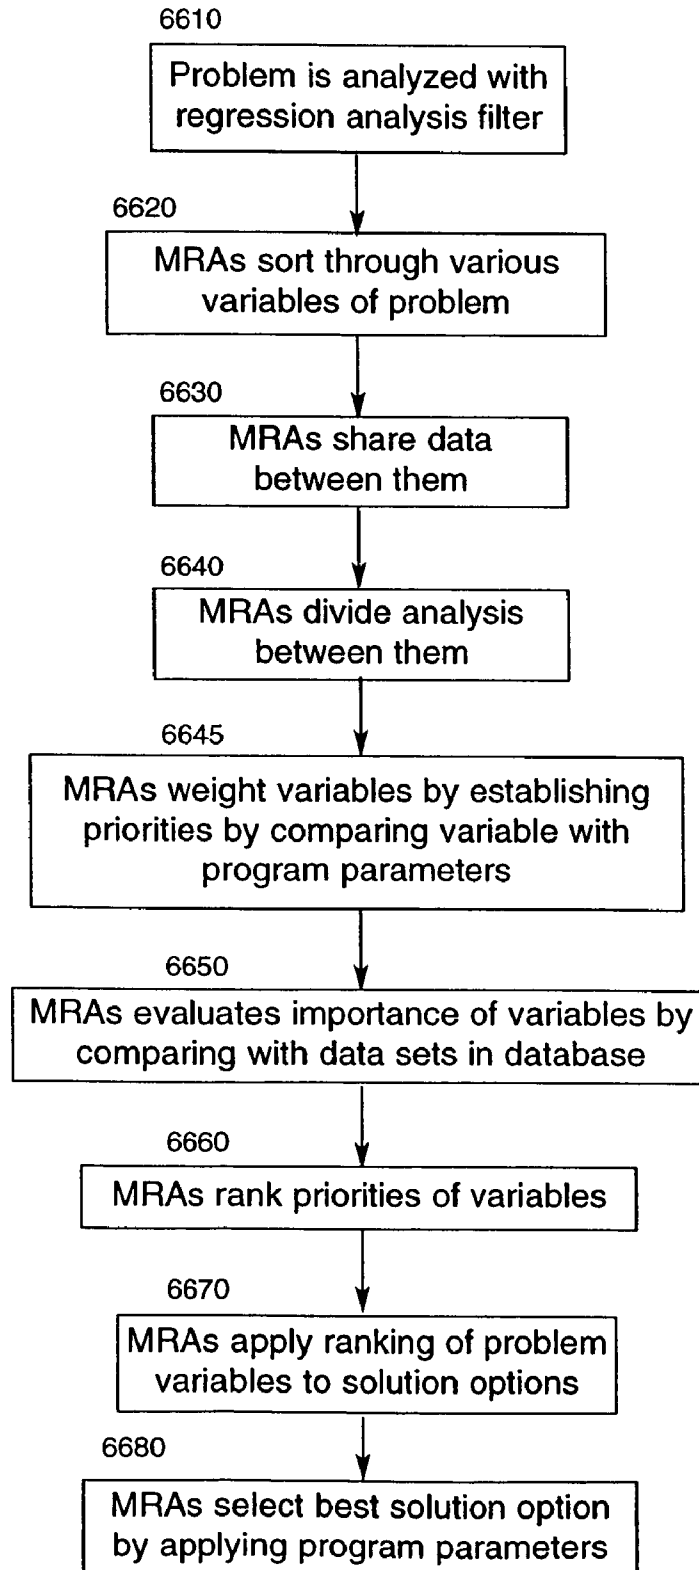 6610
Problem is analyzed with
regression analysis filter
6620
MRAs sort through various
variables of problem
6630
MRAs share data
between them
6640
MRAs divide analysis
between them
6645
MRAs weight variables by establishing
priorities by comparing variable with
program parameters
6650
MRAs evaluates importance of variables by
comparing with data sets in database
6660
MRAs rank priorities of variables
6670
MRAs apply ranking of problem
variables to solution options
6680
MRAs select best solution option
by applying program parameters